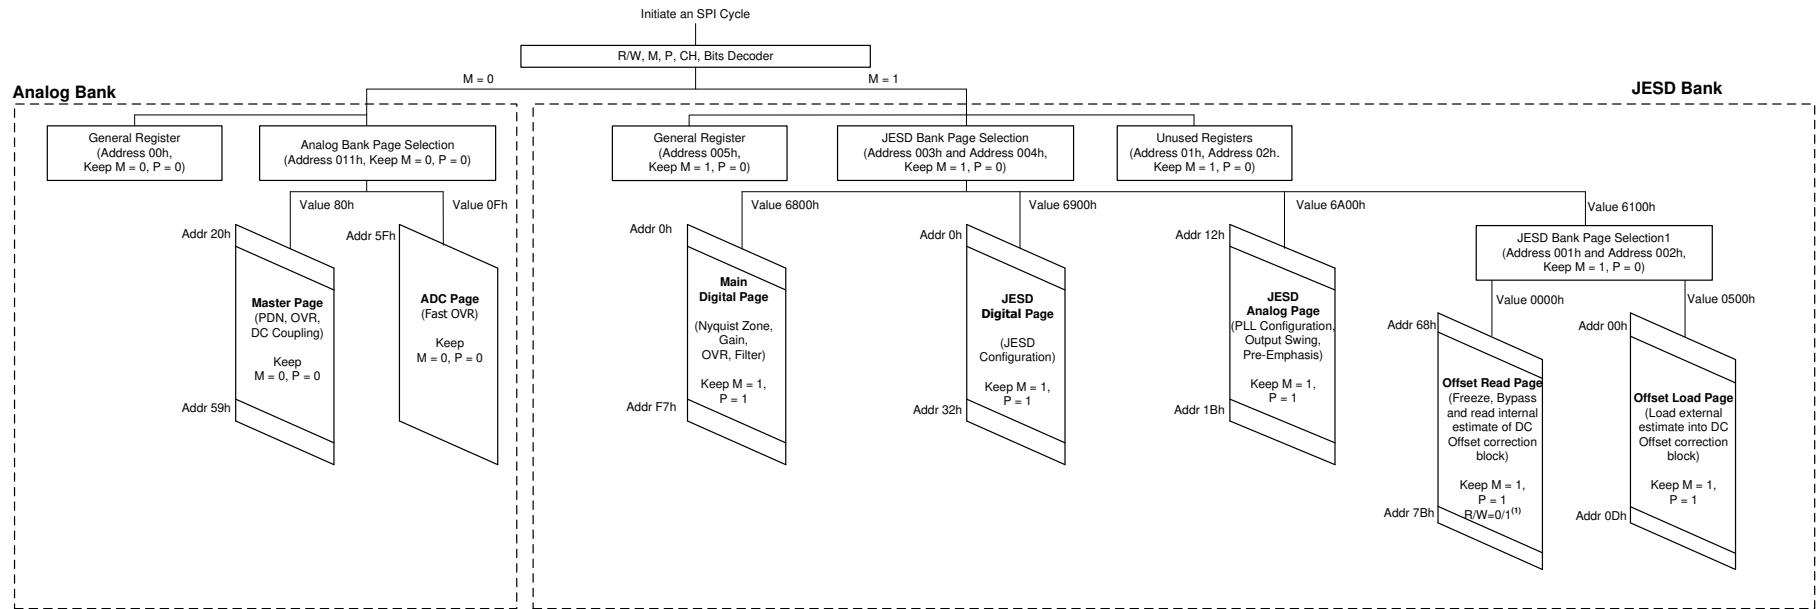 Initiate an SPI Cycle
R/W, M, P, CH, Bits Decoder
M = 0
M = 1
Analog Bank
JESD Bank
General Register
(Address 00h,
Keep M = 0, P = 0)
Analog Bank Page Selection
(Address 011h, Keep M = 0, P = 0)
General Register
(Address 005h,
Keep M = 1, P = 0)
JESD Bank Page Selection
(Address 003h and Address 004h,
Keep M = 1, P = 0)
Unused Registers
(Address 01h, Address 02h.
Keep M = 1, P = 0)
Value 80h
Value 0Fh
Value 6800h
Value 6900h
Value 6A00h
Value 6100h
Addr 20h
Master Page
(PDN, OVR,
DC Coupling)
Keep
M = 0, P = 0
Addr 59h
Addr 5Fh
ADC Page
(Fast OVR)
Keep
M = 0, P = 0
Addr 0h
Main
Digital Page
(Nyquist Zone,
Gain,
OVR, Filter)
Keep M = 1,
P = 1
Addr F7h
Addr 0h
JESD
Digital Page
(JESD
Configuration)
Keep M = 1,
P = 1
Addr 32h
Addr 12h
JESD
Analog Page
(PLL Configuration,
Output Swing,
Pre-Emphasis)
Keep M = 1,
P = 1
Addr 1Bh
JESD Bank Page Selection1
(Address 001h and Address 002h,
Keep M = 1, P = 0)
Value 0000h
Value 0500h
Addr 68h
Offset Read Page
(Freeze, Bypass
and read internal
estimate of DC
Offset correction
block)
Keep M = 1,
P = 1
R/W=0/1(1)
Addr 7Bh
Addr 00h
Offset Load Page
(Load external
estimate into DC
Offset correction
block)
Keep M = 1,
P = 1
Addr 0Dh